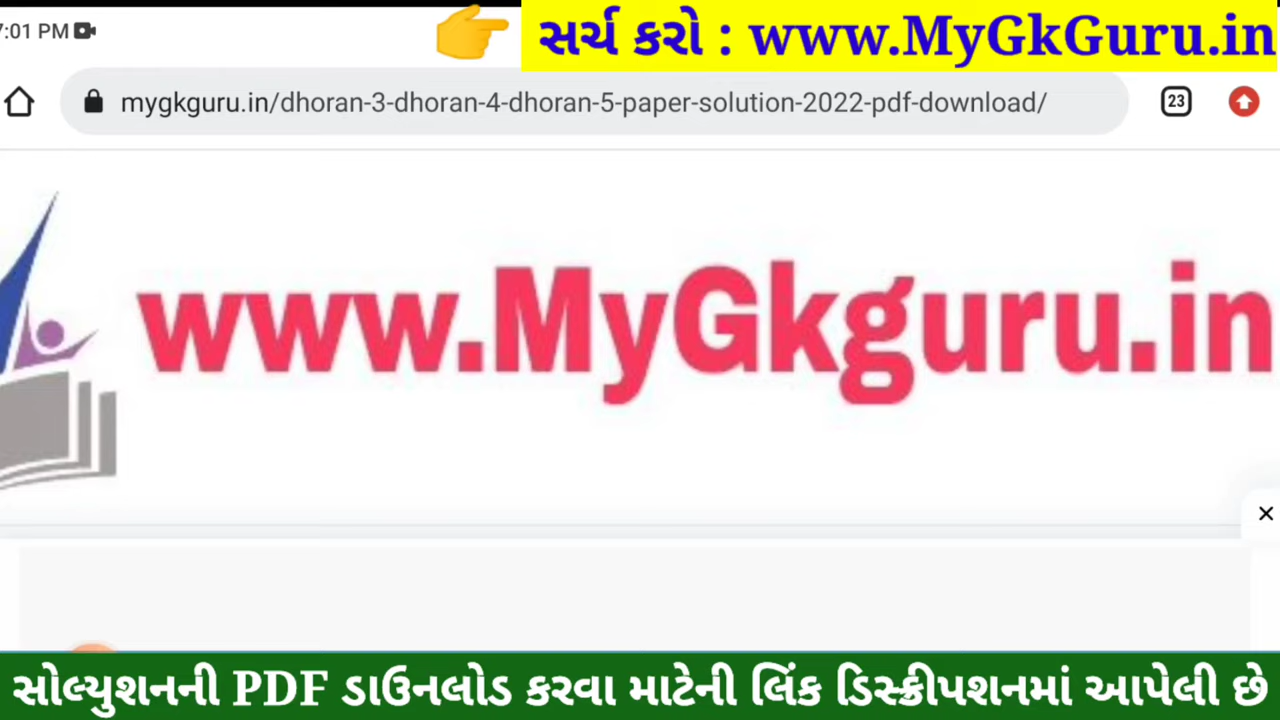 7:01 PM
👉 સર્ચ કરો : www.MyGkGuru.in
mygkguru.in/dhoran-3-dhoran-4-dhoran-5-paper-solution-2022-pdf-download/
23
www.MyGkguru.in
સોલ્યુશનની PDF ડાઉનલોડ કરવા માટેની લિંક ડિસ્ક્રીપશનમાં આપેલી છે